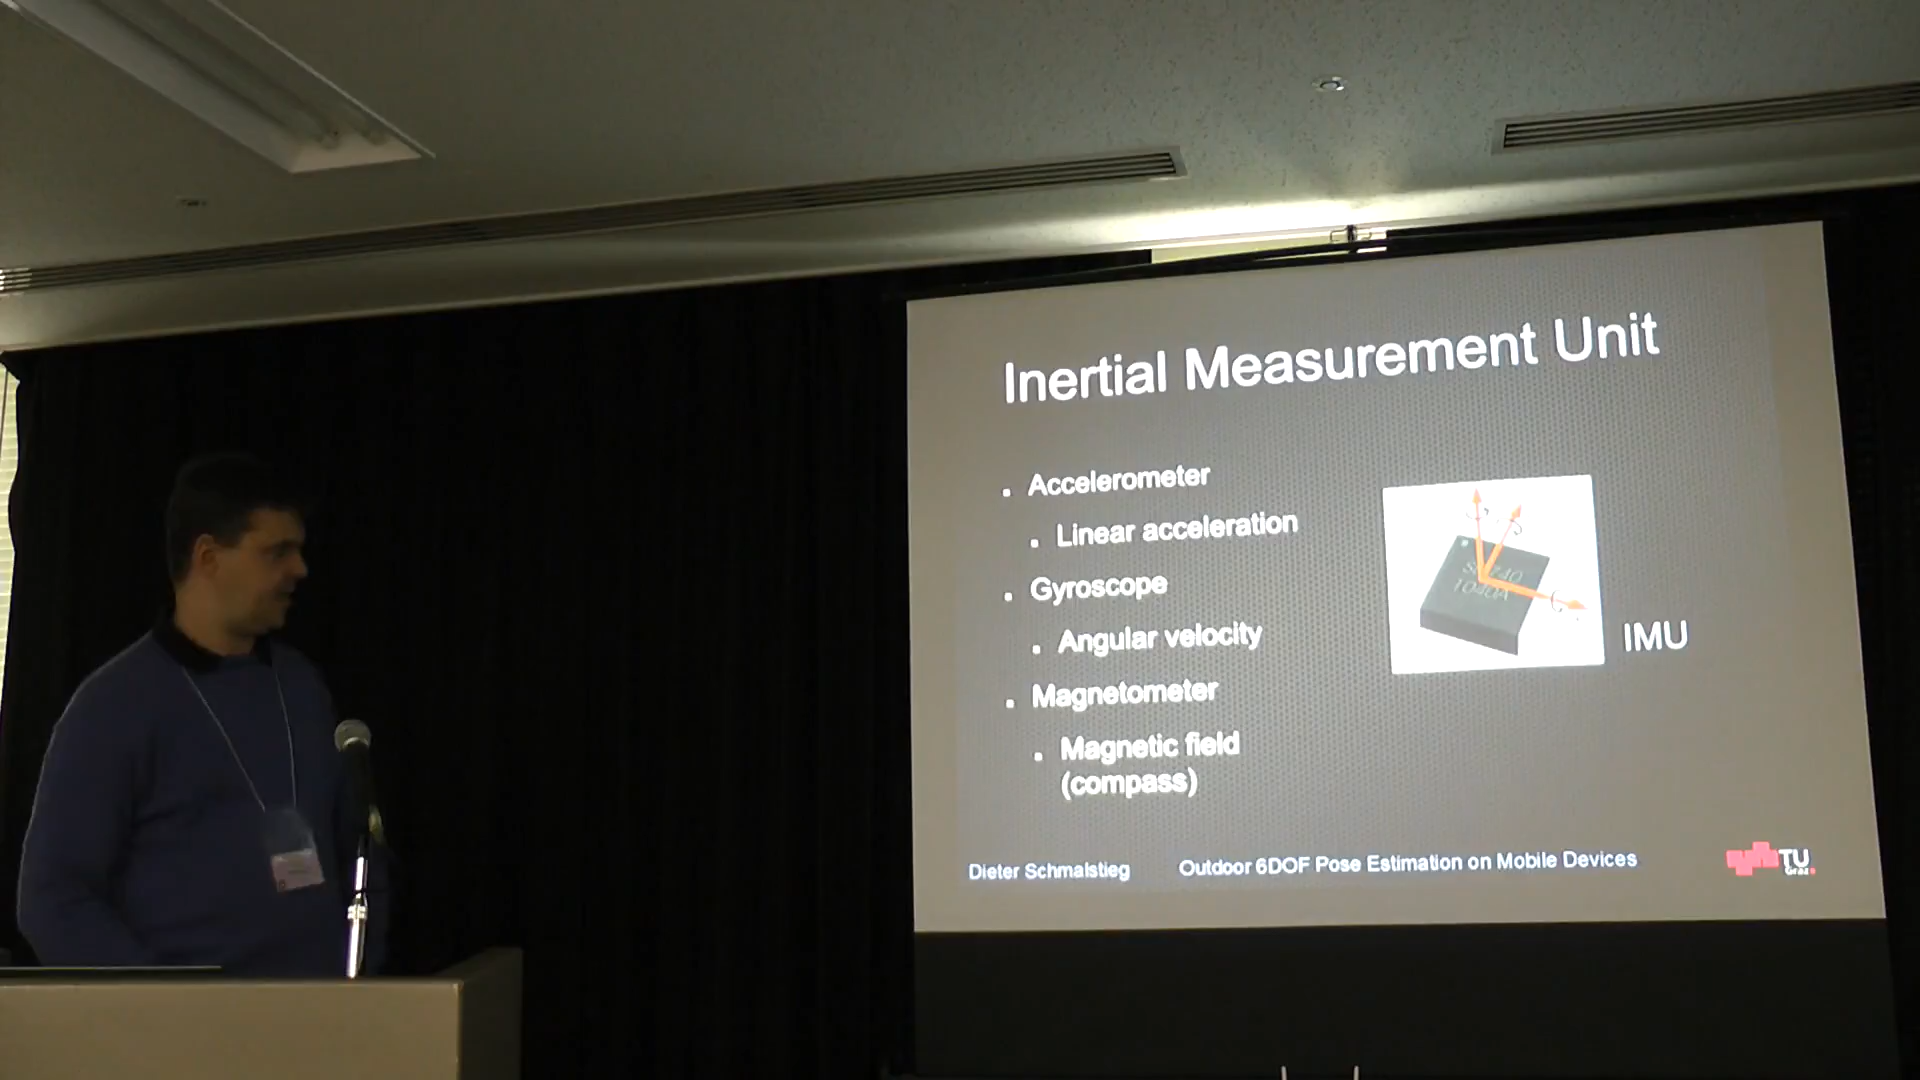 Inertial Measurement Unit
Accelerometer
Linear acceleration
Gyroscope
Angular velocity
Magnetometer
Magnetic field
(compass)
IMU
Dieter Schmalstieg
Outdoor 6DOF Pose Estimation on Mobile Devices
TU
Graz